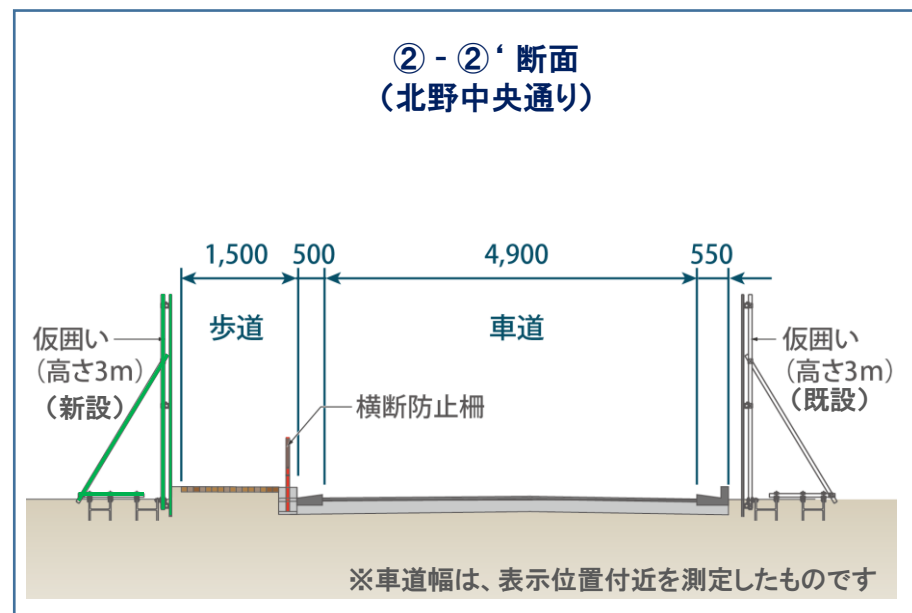 ②-②‘断面
（北野中央通り）
1,500 500 4,900 550
歩道 車道
仮囲い
（高さ3m）
（新設）
仮囲い
（高さ3m）
（既設）
横断防止柵
※車道幅は、表示位置付近を測定したものです